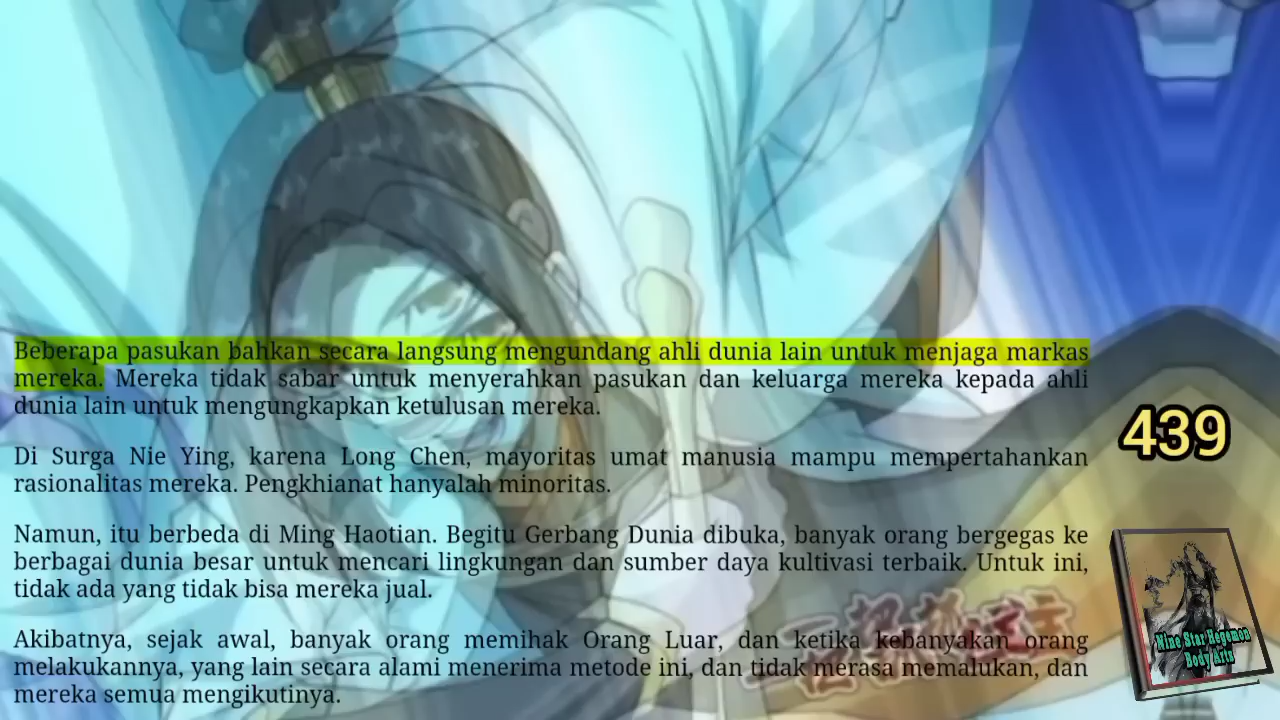 Beberapa pasukan bahkan secara langsung mengundang ahli dunia lain untuk menjaga markas
mereka. Mereka tidak sabar untuk menyerahkan pasukan dan keluarga mereka kepada ahli
dunia lain untuk mengungkapkan ketulusan mereka.
Di Surga Nie Ying, karena Long Chen, mayoritas umat manusia mampu mempertahankan
rasionalitas mereka. Pengkhianat hanyalah minoritas.
Namun, itu berbeda di Ming Haotian. Begitu Gerbang Dunia dibuka, banyak orang bergegas ke
berbagai dunia besar untuk mencari lingkungan dan sumber daya kultivasi terbaik. Untuk ini,
tidak ada yang tidak bisa mereka jual.
Akibatnya, sejak awal, banyak orang memihak Orang Luar, dan ketika kebanyakan orang
melakukannya, yang lain secara alami menerima metode ini, dan tidak merasa memalukan, dan
mereka semua mengikutinya.
439
Nine Star Hegemon
Body Arts